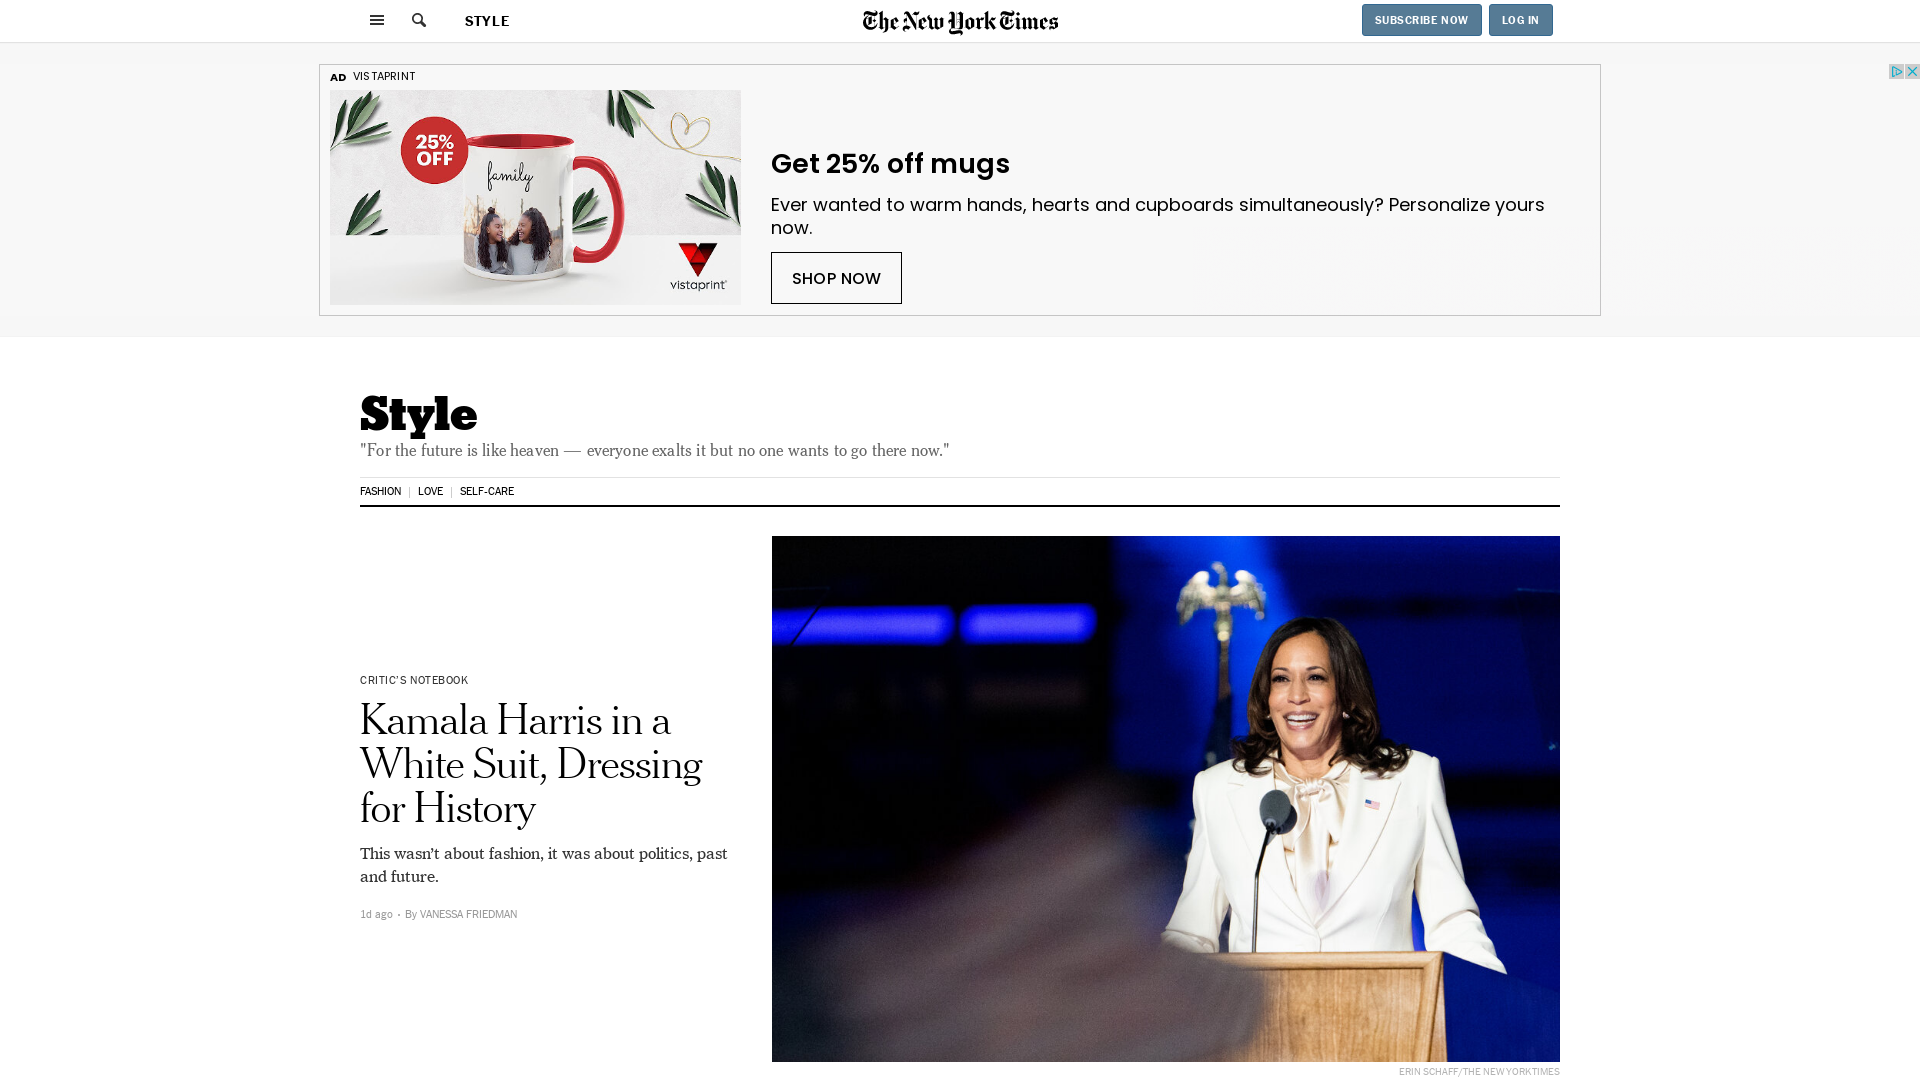 STYLE
The New York Times
SUBSCRIBE NOW
LOG IN
AD VISTAPRINT
25%
OFF
family
vistaprint
Get 25% off mugs
Ever wanted to warm hands, hearts and cupboards simultaneously? Personalize yours
now.
SHOP NOW
Style
"For the future is like heaven — everyone exalts it but no one wants to go there now."
FASHION
LOVE
SELF-CARE
CRITIC'S NOTEBOOK
Kamala Harris in a
White Suit, Dressing
for History
This wasn’t about fashion, it was about politics, past
and future.
1d ago • By VANESSA FRIEDMAN
ERIN SCHAFF/THE NEW YORK TIMES